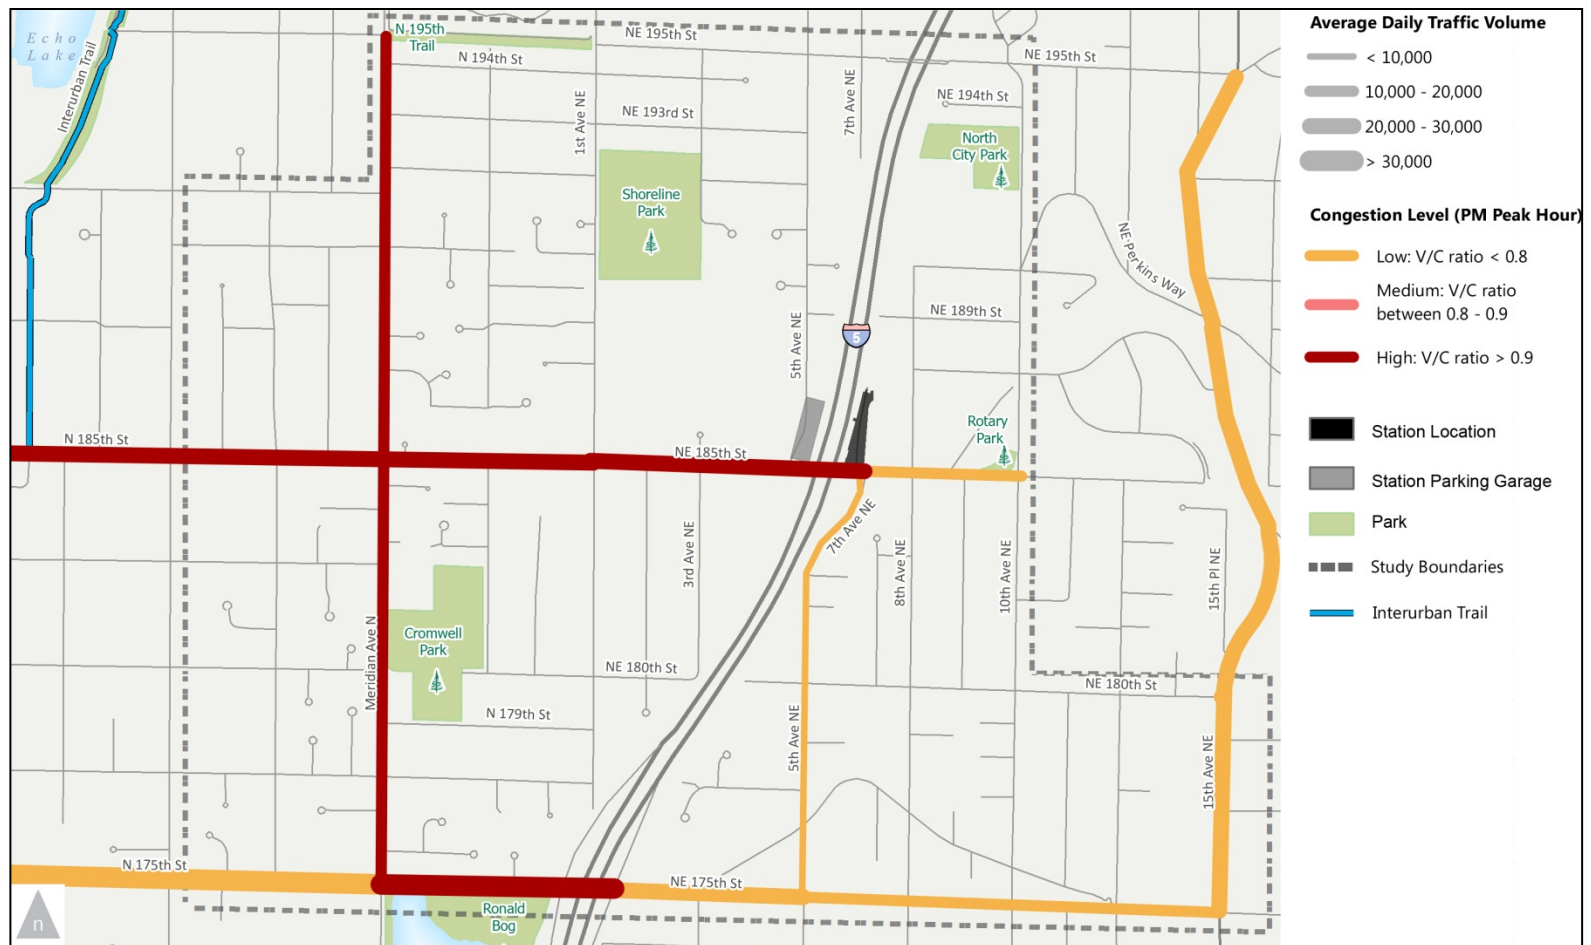 Echo
Lake
Interurban Trail
N 195th
Trail
N 194th St
NE 195th St
NE 195th St
1st Ave NE
NE 193rd St
7th Ave NE
NE 194th St
North
City Park
Shoreline
Park
NE Perkins Way
NE 189th St
5th Ave NE
5
N 185th St
NE 185th St
Rotary
Park
7th Ave NE
3rd Ave NE
8th Ave NE
10th Ave NE
15th Pl NE
Meridian Ave N
Cromwell
Park
NE 180th St
NE 180th St
N 179th St
5th Ave NE
15th Ave NE
N 175th St
NE 175th St
Ronald
Bog
n
Average Daily Traffic Volume
< 10,000
10,000 - 20,000
20,000 - 30,000
> 30,000
Congestion Level (PM Peak Hour)
Low: V/C ratio < 0.8
Medium: V/C ratio
between 0.8 - 0.9
High: V/C ratio > 0.9
Station Location
Station Parking Garage
Park
Study Boundaries
Interurban Trail